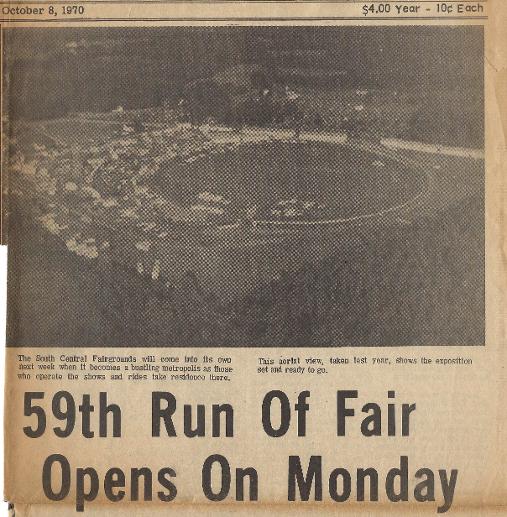 October 8, 1970 $4.00 Year - 10¢ Each
The South Central Fairgrounds will come into its own
next week when it becomes a bustling metropolis as those
who operate the shows and rides take residence there.
This aerial view, taken last year, shows the exposition
set and ready to go.
59th Run Of Fair
Opens On Monday